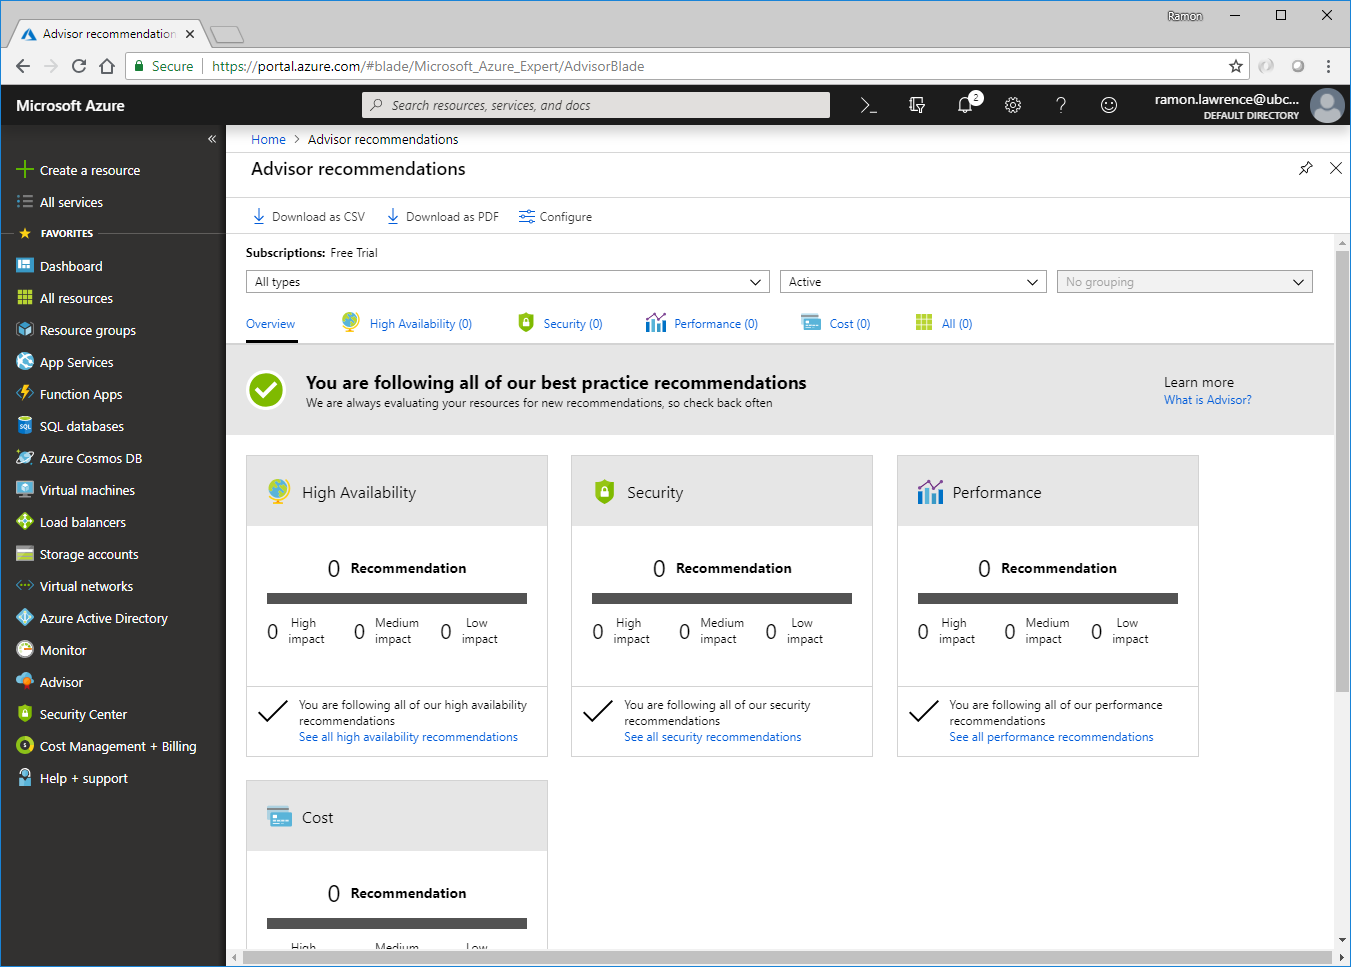 Ramon
Advisor recommendation
Secure
https://portal.azure.com/#blade/Microsoft_Azure_Expert/AdvisorBlade
Microsoft Azure
Search resources, services, and docs
2
ramon.lawrence@ubc...
DEFAULT DIRECTORY
Create a resource
All services
FAVORITES
Dashboard
All resources
Resource groups
App Services
Function Apps
SQL
SQL databases
Azure Cosmos DB
Virtual machines
Load balancers
Storage accounts
Virtual networks
Azure Active Directory
Monitor
Advisor
Security Center
Cost Management + Billing
Help + support
Home > Advisor recommendations
Advisor recommendations
Download as CSV Download as PDF Configure
Subscriptions: Free Trial
All types Active No grouping
Overview High Availability (0) Security (0) Performance (0) Cost (0) All (0)
You are following all of our best practice recommendations
We are always evaluating your resources for new recommendations, so check back often
Learn more
What is Advisor?
High Availability
0 Recommendation
0 High impact 0 Medium impact 0 Low impact
You are following all of our high availability
recommendations
See all high availability recommendations
Security
0 Recommendation
0 High impact 0 Medium impact 0 Low impact
You are following all of our security
recommendations
See all security recommendations
Performance
0 Recommendation
0 High impact 0 Medium impact 0 Low impact
You are following all of our performance
recommendations
See all performance recommendations
Cost
0 Recommendation
High Medium Low